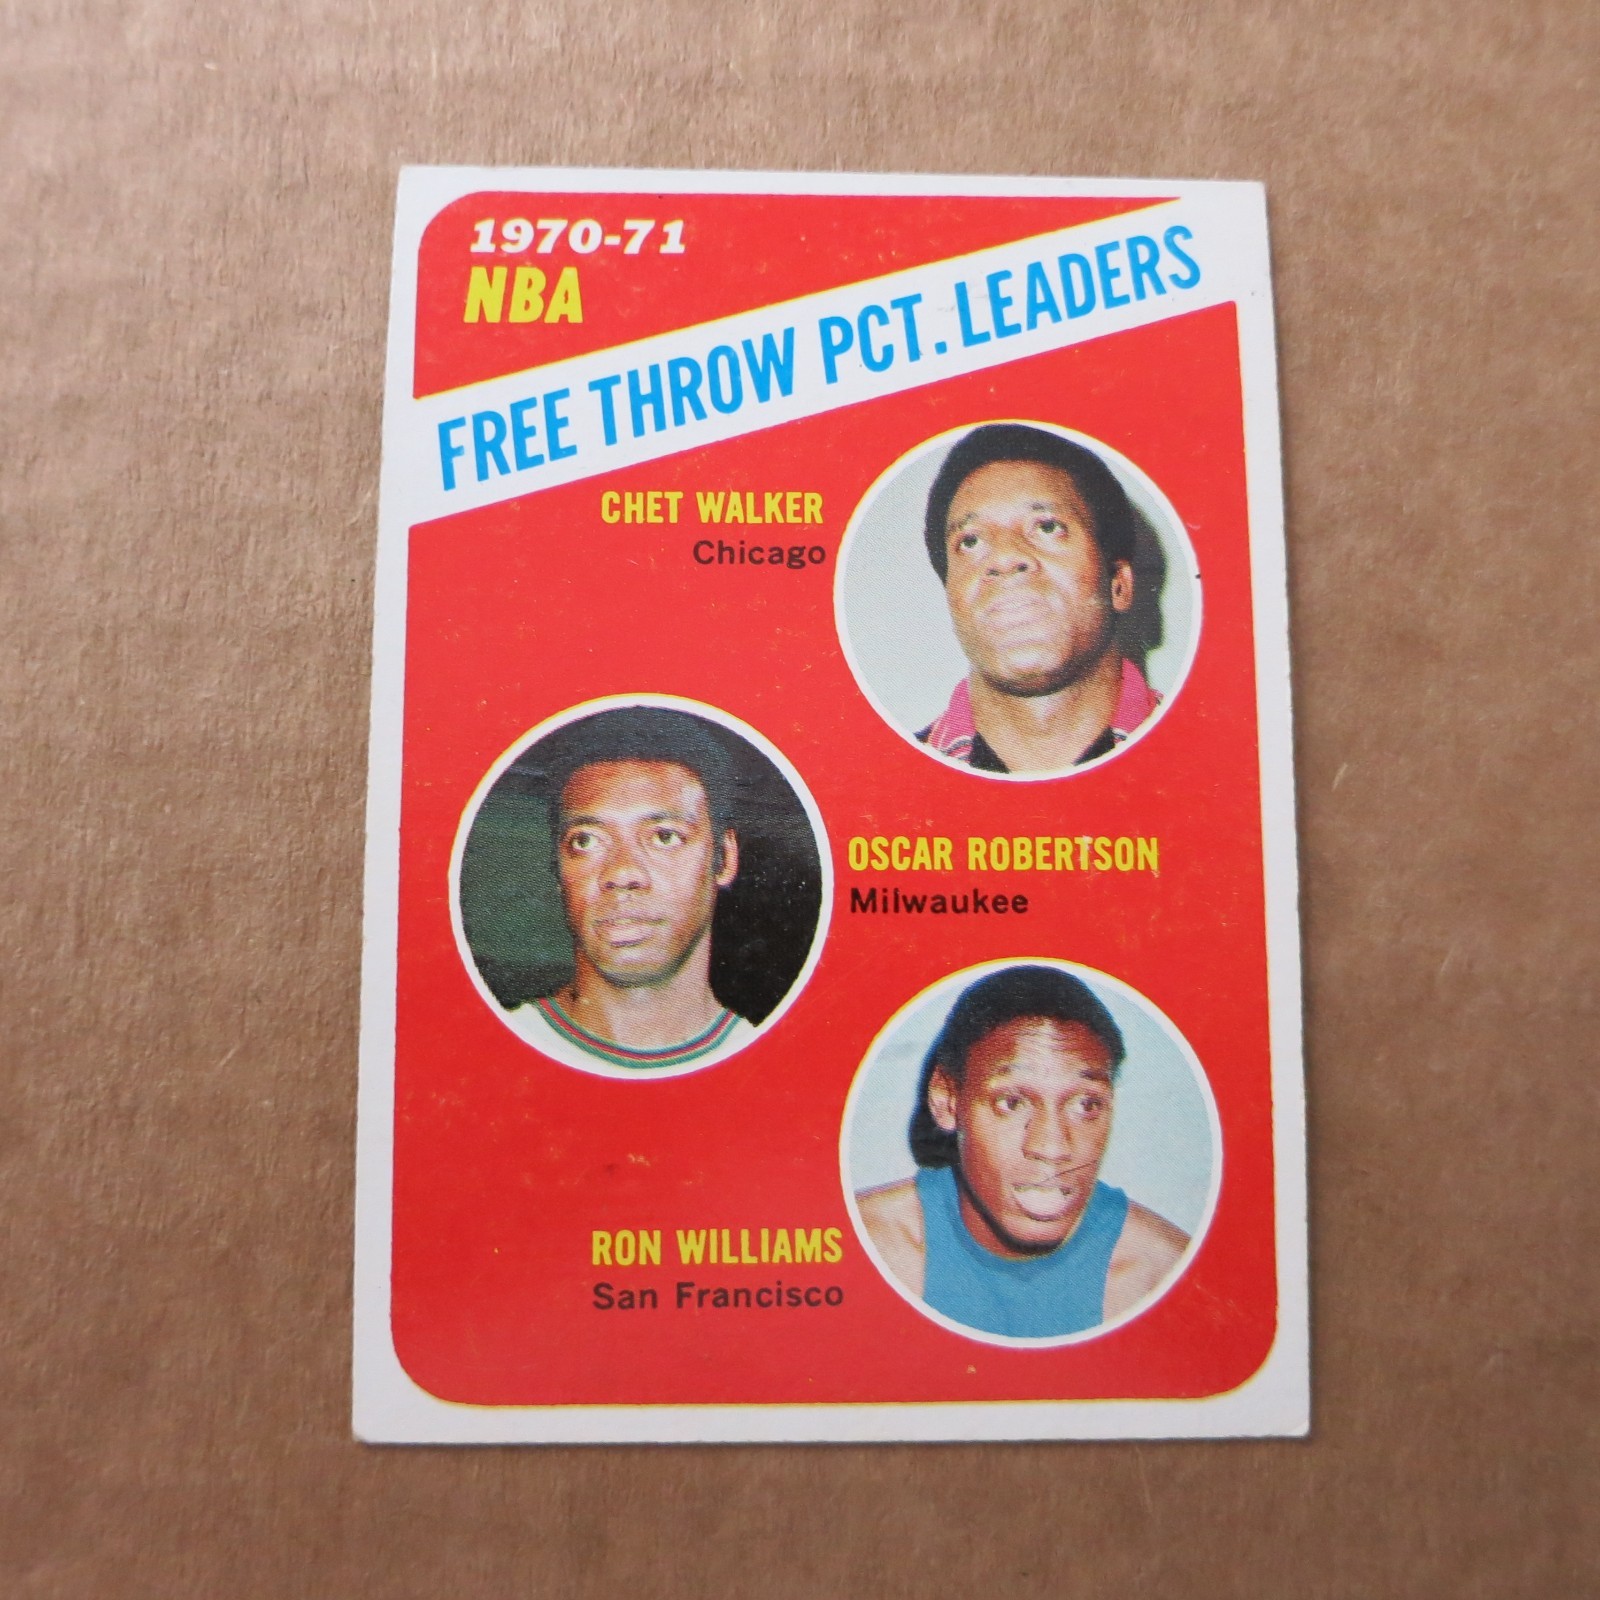 1970-71
NBA
FREE THROW PCT. LEADERS
CHET WALKER
Chicago
OSCAR ROBERTSON
Milwaukee
RON WILLIAMS
San Francisco